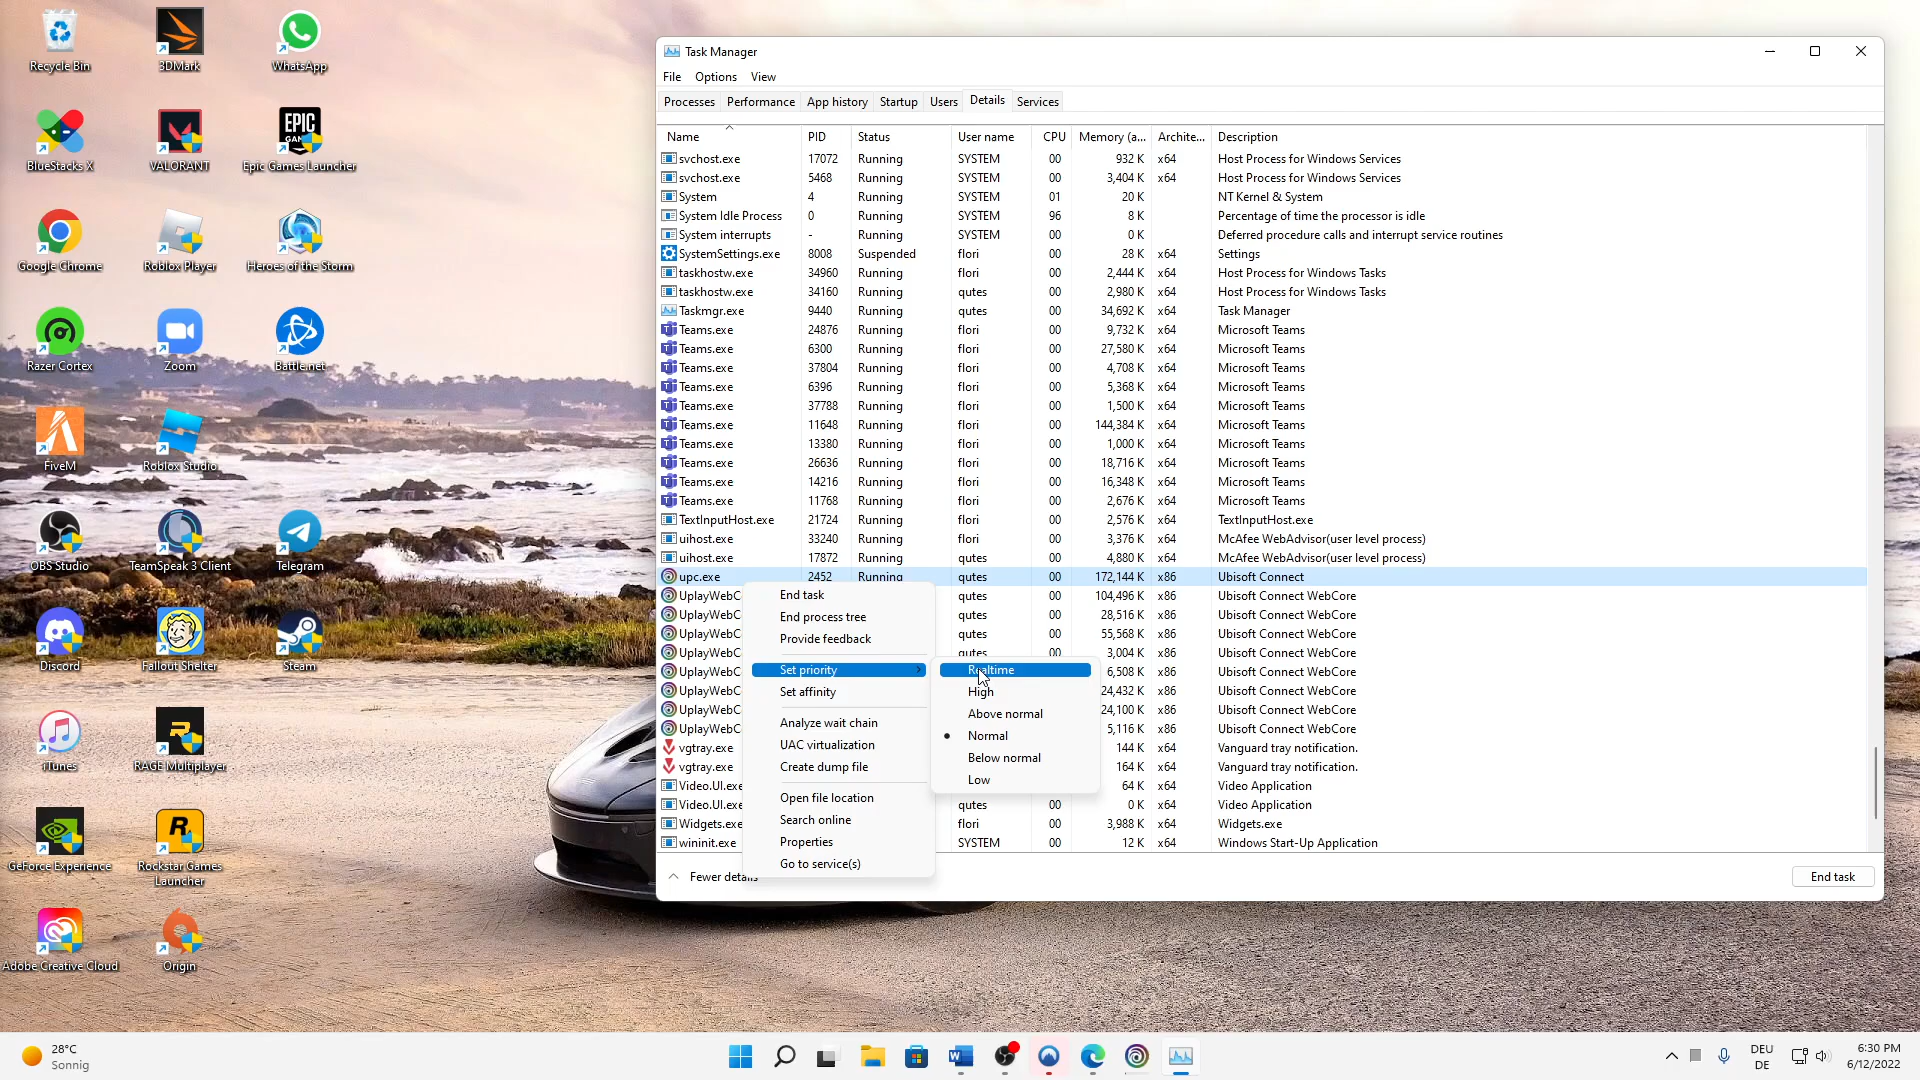 Recycle Bin
3DMark
WhatsApp
BlueStacks X
VALORANT
EPIC
GAMES
Epic Games Launcher
Google Chrome
Roblox Player
Heroes of the Storm
Razer Cortex
Zoom
Battle.net
FiveM
Roblox Studio
OBS Studio
TeamSpeak 3 Client
Telegram
Discord
Fallout Shelter
Steam
iTunes
RAGE Multiplayer
GeForce Experience
Rockstar Games
Launcher
Adobe Creative Cloud
Origin
Task Manager
File Options View
Processes Performance App history Startup Users Details Services
Name PID Status User name CPU Memory (a... Archite... Description
svchost.exe 17072 Running SYSTEM 00 932 K x64 Host Process for Windows Services
svchost.exe 5468 Running SYSTEM 00 3,404 K x64 Host Process for Windows Services
System 4 Running SYSTEM 01 20 K NT Kernel & System
System Idle Process 0 Running SYSTEM 96 8 K Percentage of time the processor is idle
System interrupts - Running SYSTEM 00 0 K Deferred procedure calls and interrupt service routines
SystemSettings.exe 8008 Suspended flori 00 28 K x64 Settings
taskhostw.exe 34960 Running flori 00 2,444 K x64 Host Process for Windows Tasks
taskhostw.exe 34160 Running qutes 00 2,980 K x64 Host Process for Windows Tasks
Taskmgr.exe 9440 Running qutes 00 34,692 K x64 Task Manager
Teams.exe 24876 Running flori 00 9,732 K x64 Microsoft Teams
Teams.exe 6300 Running flori 00 27,580 K x64 Microsoft Teams
Teams.exe 37804 Running flori 00 4,708 K x64 Microsoft Teams
Teams.exe 6396 Running flori 00 5,368 K x64 Microsoft Teams
Teams.exe 37788 Running flori 00 1,500 K x64 Microsoft Teams
Teams.exe 11648 Running flori 00 144,384 K x64 Microsoft Teams
Teams.exe 13380 Running flori 00 1,000 K x64 Microsoft Teams
Teams.exe 26636 Running flori 00 18,716 K x64 Microsoft Teams
Teams.exe 14216 Running flori 00 16,348 K x64 Microsoft Teams
Teams.exe 11768 Running flori 00 2,676 K x64 Microsoft Teams
TextInputHost.exe 21724 Running flori 00 2,576 K x64 TextInputHost.exe
uihost.exe 33240 Running flori 00 3,376 K x64 McAfee WebAdvisor(user level process)
uihost.exe 17872 Running qutes 00 4,880 K x64 McAfee WebAdvisor(user level process)
upc.exe 2452 Running qutes 00 172,144 K x86 Ubisoft Connect
UplayWebC qutes 00 104,496 K x86 Ubisoft Connect WebCore
UplayWebC qutes 00 28,516 K x86 Ubisoft Connect WebCore
UplayWebC qutes 00 55,568 K x86 Ubisoft Connect WebCore
UplayWebC qutes 00 3,004 K x86 Ubisoft Connect WebCore
UplayWebC 6,508 K x86 Ubisoft Connect WebCore
UplayWebC 24,432 K x86 Ubisoft Connect WebCore
UplayWebC 24,100 K x86 Ubisoft Connect WebCore
UplayWebC 5,116 K x86 Ubisoft Connect WebCore
vgtray.exe 144 K x64 Vanguard tray notification.
vgtray.exe 164 K x64 Vanguard tray notification.
Video.UI.exe 64 K x64 Video Application
Video.UI.exe qutes 00 0 K x64 Video Application
Widgets.exe flori 00 3,988 K x64 Widgets.exe
wininit.exe SYSTEM 00 12 K x64 Windows Start-Up Application
End task
End process tree
Provide feedback
Set priority
Set affinity
Analyze wait chain
UAC virtualization
Create dump file
Open file location
Search online
Properties
Go to service(s)
Realtime
High
Above normal
Normal
Below normal
Low
Fewer details
End task
28°C
Sonnig
DEU
DE
6:30 PM
6/12/2022